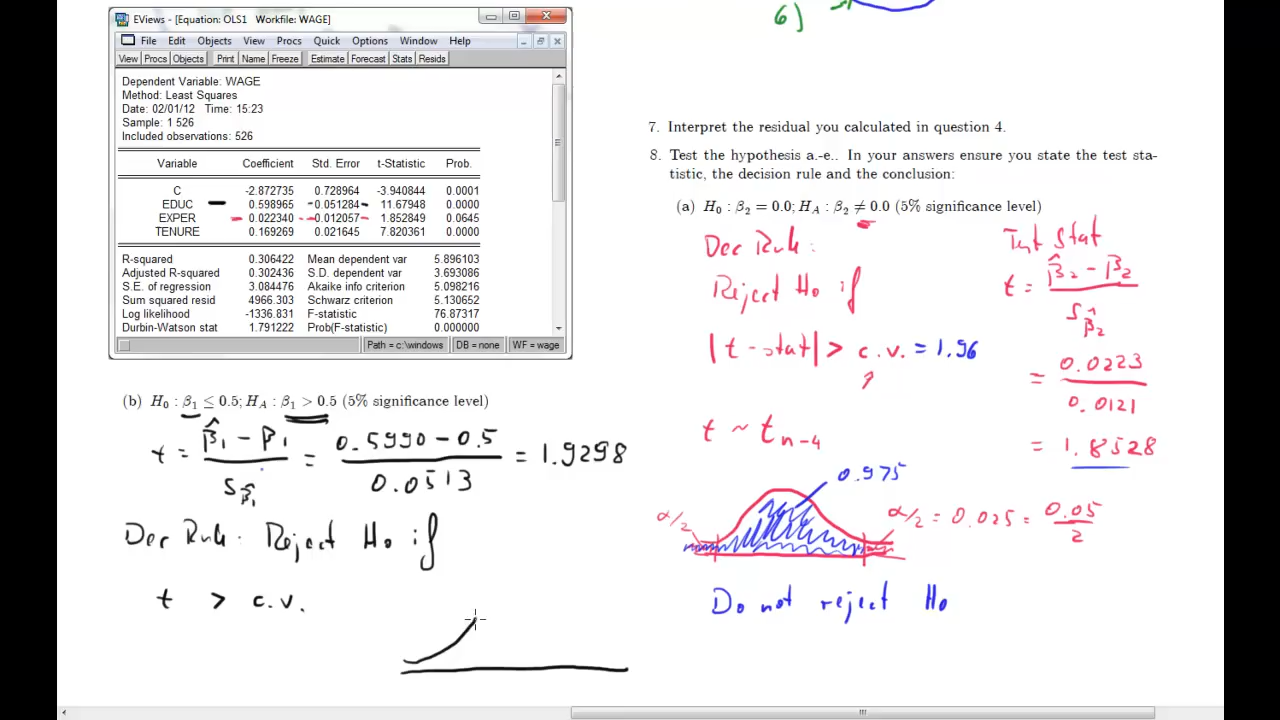 EViews - [Equation: OLS1   Workfile: WAGE]
File Edit Objects View Procs Quick Options Window Help
View Procs Objects Print Name Freeze Estimate Forecast Stats Resids
Dependent Variable: WAGE
Method: Least Squares
Date: 02/01/12   Time: 15:23
Sample: 1 526
Included observations: 526
Variable Coefficient Std. Error t-Statistic Prob.
C -2.872735 0.728964 -3.940844 0.0001
EDUC 0.598965 0.051284 11.67948 0.0000
EXPER 0.022340 0.012057 1.852849 0.0645
TENURE 0.169269 0.021645 7.820361 0.0000
R-squared 0.306422 Mean dependent var 5.896103
Adjusted R-squared 0.302436 S.D. dependent var 3.693086
S.E. of regression 3.084476 Akaike info criterion 5.098216
Sum squared resid 4966.303 Schwarz criterion 5.130652
Log likelihood -1336.831 F-statistic 76.87317
Durbin-Watson stat 1.791222 Prob(F-statistic) 0.000000
Path = c:\windows DB = none WF = wage
(b) H₀ : β₁ ≤ 0.5; H_A : β₁ > 0.5 (5% significance level)
t = (β̂₁ − β₁) / S_β̂₁ = (0.5990 − 0.5) / 0.0513 = 1.9298
Dec Rule: Reject Ho if
t > c.v.
6)
7. Interpret the residual you calculated in question 4.
8. Test the hypothesis a.-e.. In your answers ensure you state the test sta-
tistic, the decision rule and the conclusion:
(a) H₀ : β₂ = 0.0; H_A : β₂ ≠ 0.0 (5% significance level)
Dec Rule:
Reject Ho if
|t-stat| > c.v. = 1.96
t ~ t n-4
Test Stat
t = (β̂₂ − β₂) / S_β̂₂
= 0.0223 / 0.0121
= 1.8528
0.975
α/2
α/2 = 0.025 = 0.05 / 2
Do not reject Ho